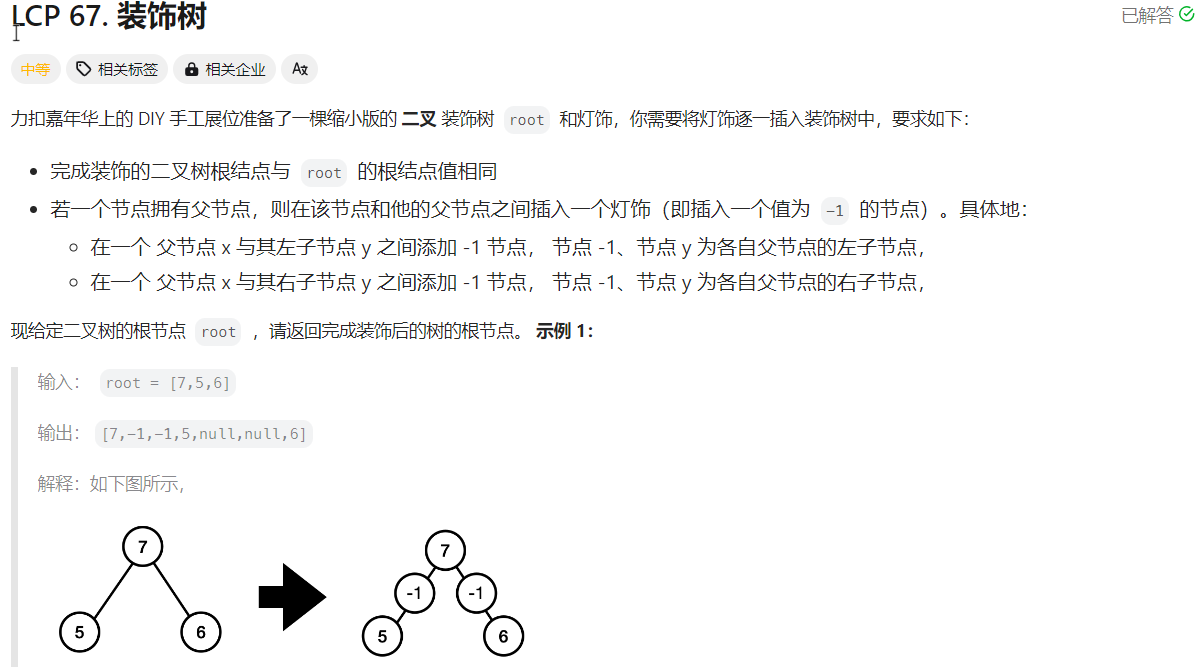 LCP 67. 装饰树
已解答
中等 相关标签 相关企业 Aא
力扣嘉年华上的 DIY 手工展位准备了一棵缩小版的 二叉 装饰树 root 和灯饰，你需要将灯饰逐一插入装饰树中，要求如下：
• 完成装饰的二叉树根结点与 root 的根结点值相同
• 若一个节点拥有父节点，则在该节点和他的父节点之间插入一个灯饰（即插入一个值为 -1 的节点）。具体地：
◦ 在一个 父节点 x 与其左子节点 y 之间添加 -1 节点， 节点 -1、节点 y 为各自父节点的左子节点，
◦ 在一个 父节点 x 与其右子节点 y 之间添加 -1 节点， 节点 -1、节点 y 为各自父节点的右子节点，
现给定二叉树的根节点 root ，请返回完成装饰后的树的根节点。 示例 1：
输入： root = [7,5,6]
输出： [7,-1,-1,5,null,null,6]
解释：如下图所示，
7 7
-1 -1
5 6 5 6